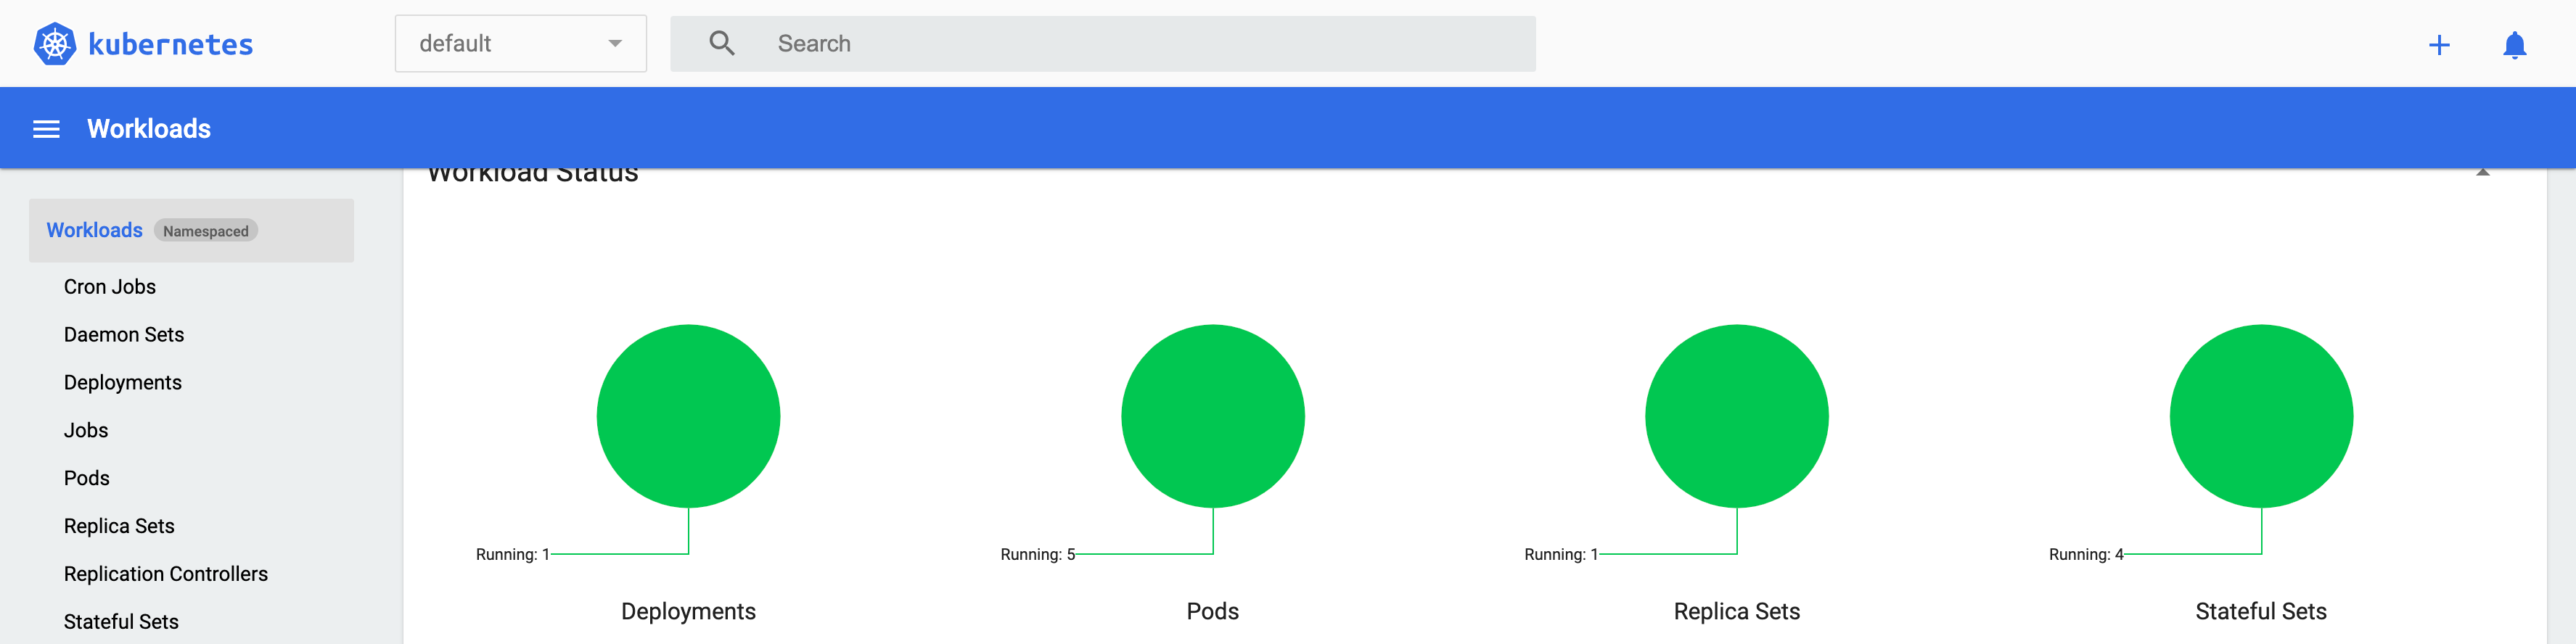 kubernetes
default
Search
Workloads
Workload Status
Workloads Namespaced
Cron Jobs
Daemon Sets
Deployments
Jobs
Pods
Replica Sets
Replication Controllers
Stateful Sets
Running: 1
Deployments
Running: 5
Pods
Running: 1
Replica Sets
Running: 4
Stateful Sets